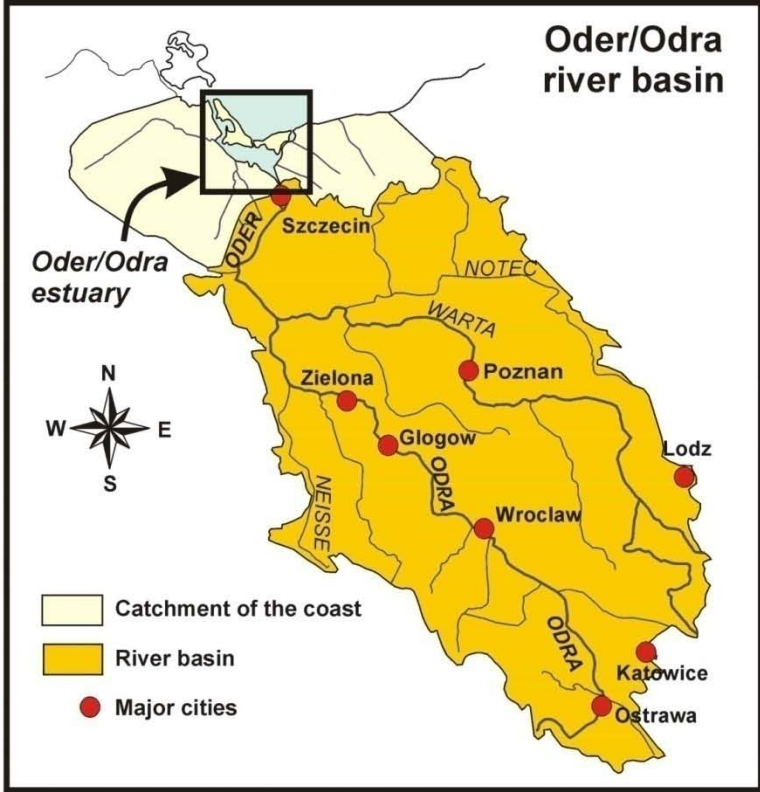 Oder/Odra
river basin
Oder/Odra
estuary
ODER
Szczecin
NOTEC
WARTA
Poznan
Zielona
Glogow
Lodz
ODRA
NEISSE
Wroclaw
ODRA
Katowice
Ostrawa
N
W
E
S
Catchment of the coast
River basin
Major cities